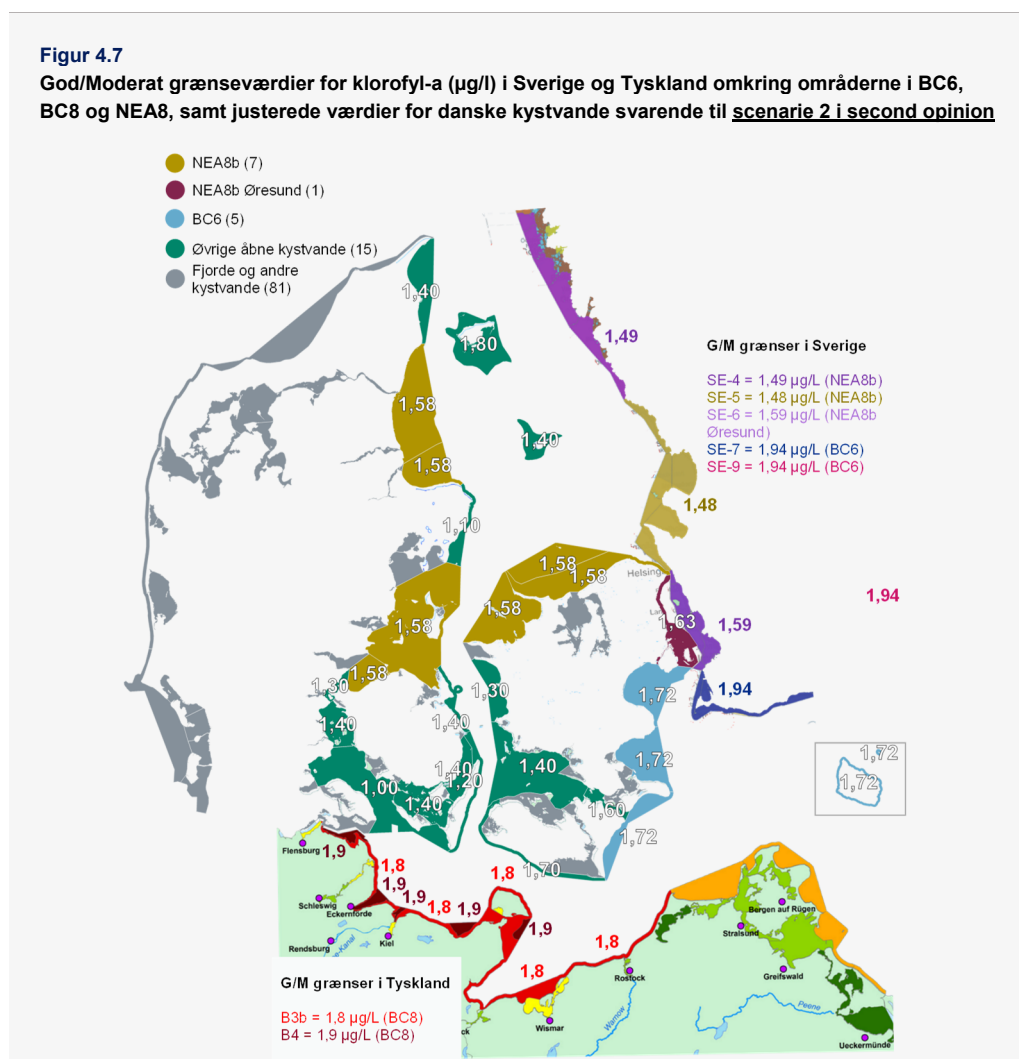 Figur 4.7
God/Moderat grænseværdier for klorofyl-a (µg/l) i Sverige og Tyskland omkring områderne i BC6,
BC8 og NEA8, samt justerede værdier for danske kystvande svarende til scenarie 2 i second opinion
NEA8b (7)
NEA8b Øresund (1)
BC6 (5)
Øvrige åbne kystvande (15)
Fjorde og andre
kystvande (81)
1,40
1,80
1,49
G/M grænser i Sverige
SE-4 = 1,49 µg/L (NEA8b)
SE-5 = 1,48 µg/L (NEA8b)
SE-6 = 1,59 µg/L (NEA8b
Øresund)
SE-7 = 1,94 µg/L (BC6)
SE-9 = 1,94 µg/L (BC6)
1,58
1,40
1,58
1,48
1,10
1,58
1,58
Helsing
1,94
1,58
1,58
1,63
1,59
1,58
1,30
1,30
1,72
1,94
1,40
1,40
1,72
1,72
1,40
1,40
1,20
1,72
1,00
1,40
1,60
1,72
1,70
Flensburg
1,9
1,8
1,8
1,9
1,9
1,8
1,9
1,9
1,8
1,8
Schleswig
Eckernförde
Rendsburg
Kiel
Bergen auf Rügen
Stralsund
Greifswald
Rostock
Wismar
Warnow
Peene
Ueckermünde
G/M grænser i Tyskland
B3b = 1,8 µg/L (BC8)
B4 = 1,9 µg/L (BC8)